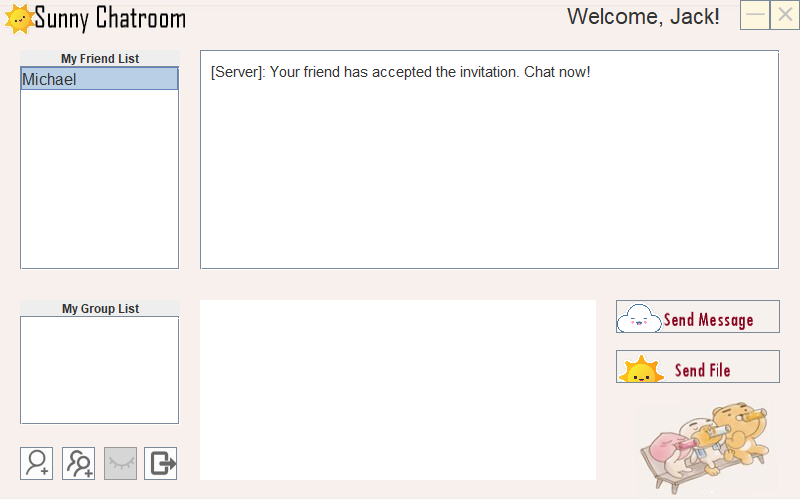 Sunny Chatroom
Welcome, Jack!
My Friend List
Michael
[Server]: Your friend has accepted the invitation. Chat now!
My Group List
Send Message
Send File